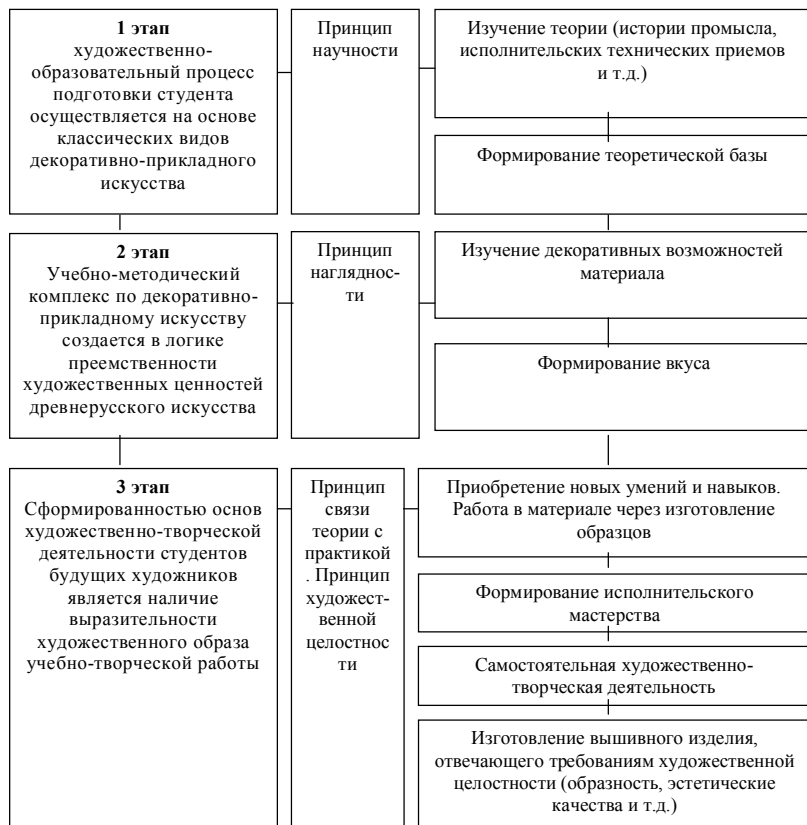 1 этап
художественно-
образовательный процесс
подготовки студента
осуществляется на основе
классических видов
декоративно-прикладного
искусства
Принцип
научности
Изучение теории (истории промысла,
исполнительских технических приемов
и т.д.)
Формирование теоретической базы
2 этап
Учебно-методический
комплекс по декоративно-
прикладному искусству
создается в логике
преемственности
художественных ценностей
древнерусского искусства
Принцип
нагляднос-
ти
Изучение декоративных возможностей
материала
Формирование вкуса
3 этап
Сформированностью основ
художественно-творческой
деятельности студентов
будущих художников
является наличие
выразительности
художественного образа
учебно-творческой работы
Принцип
связи
теории с
практикой
. Принцип
художест-
венной
целостнос
ти
Приобретение новых умений и навыков.
Работа в материале через изготовление
образцов
Формирование исполнительского
мастерства
Самостоятельная художественно-
творческая деятельность
Изготовление вышивного изделия,
отвечающего требованиям художественной
целостности (образность, эстетические
качества и т.д.)